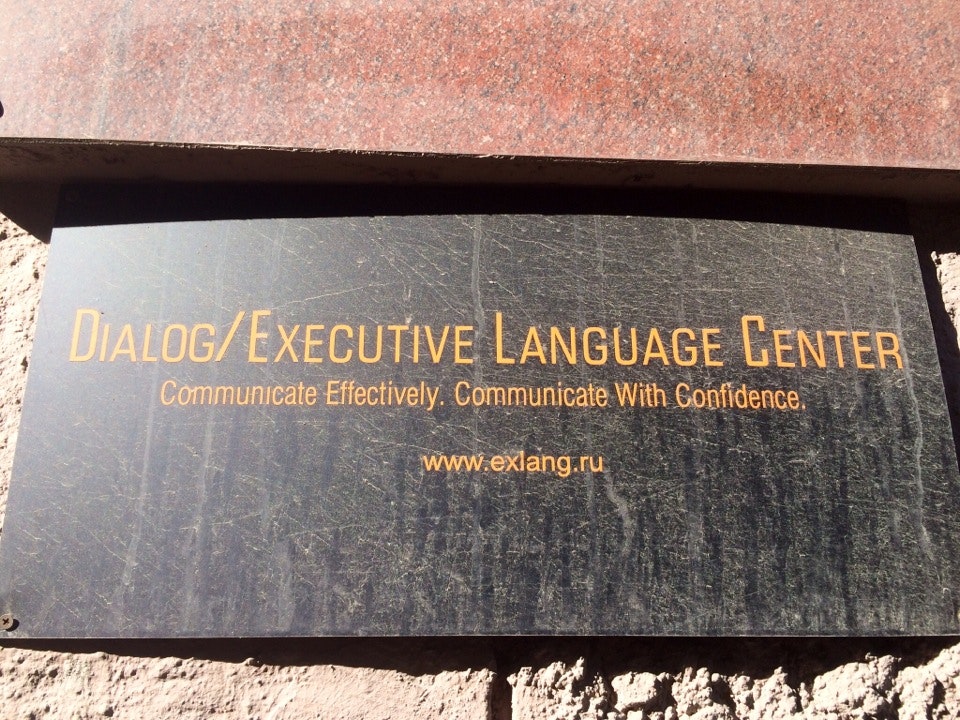 DIALOG/EXECUTIVE LANGUAGE CENTER
Communicate Effectively. Communicate With Confidence.
www.exlang.ru